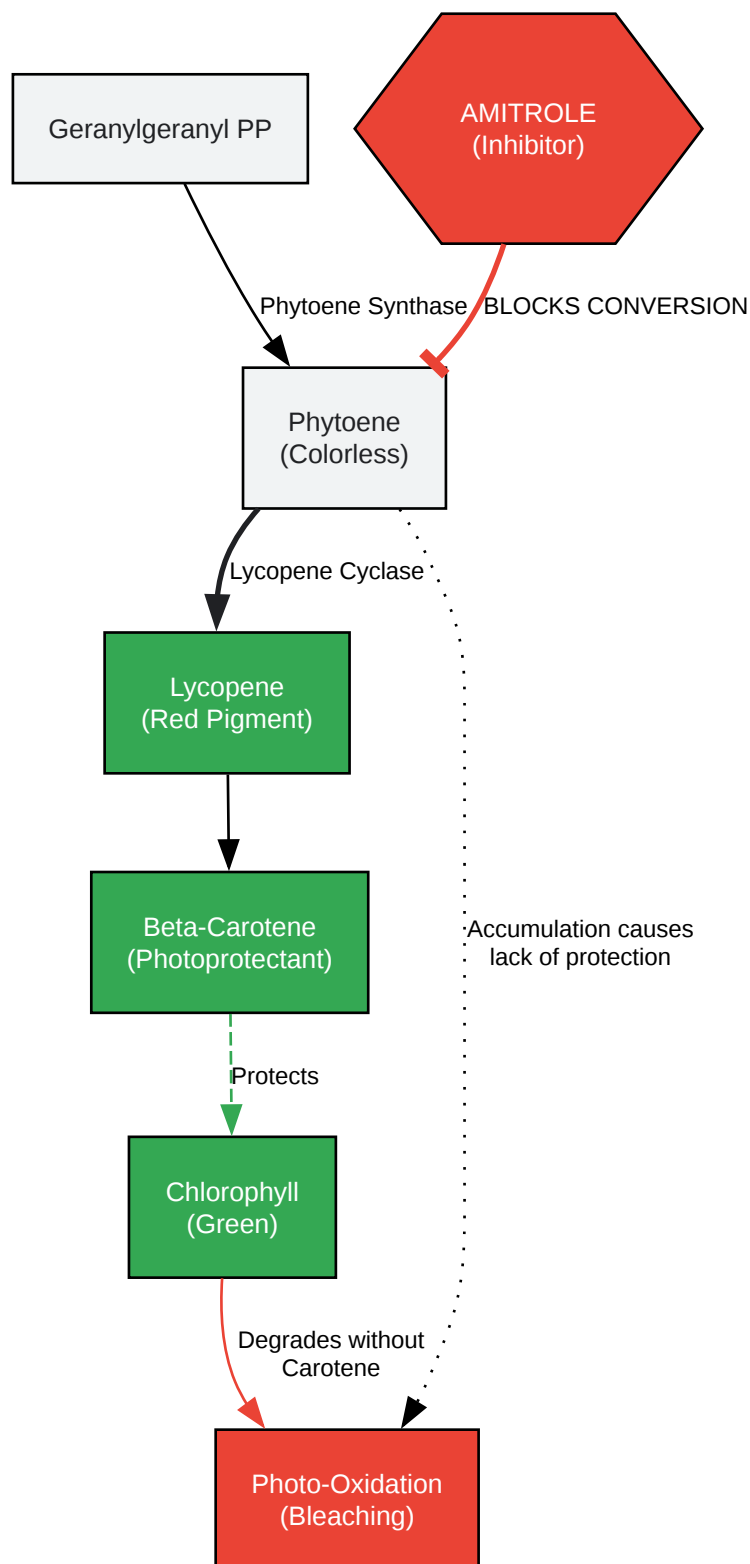 Geranylgeranyl PP
AMITROLE
(Inhibitor)
Phytoene Synthase
BLOCKS CONVERSION
Phytoene
(Colorless)
Lycopene Cyclase
Lycopene
(Red Pigment)
Beta-Carotene
(Photoprotectant)
Accumulation causes
lack of protection
Protects
Chlorophyll
(Green)
Degrades without
Carotene
Photo-Oxidation
(Bleaching)